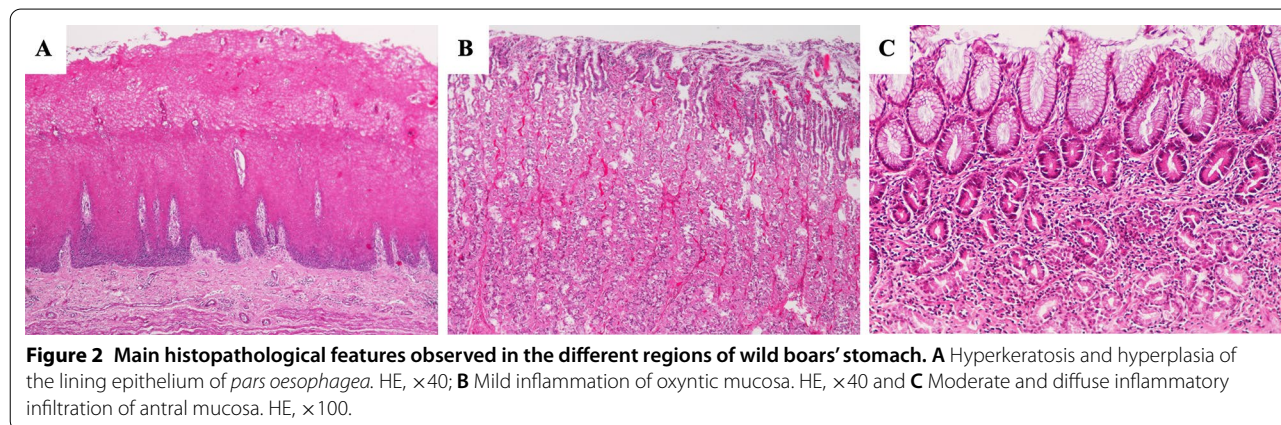 A
B
C
Figure 2 Main histopathological features observed in the different regions of wild boars’ stomach. A Hyperkeratosis and hyperplasia of
the lining epithelium of pars oesophagea. HE, ×40; B Mild inflammation of oxyntic mucosa. HE, ×40 and C Moderate and diffuse inflammatory
infiltration of antral mucosa. HE, ×100.